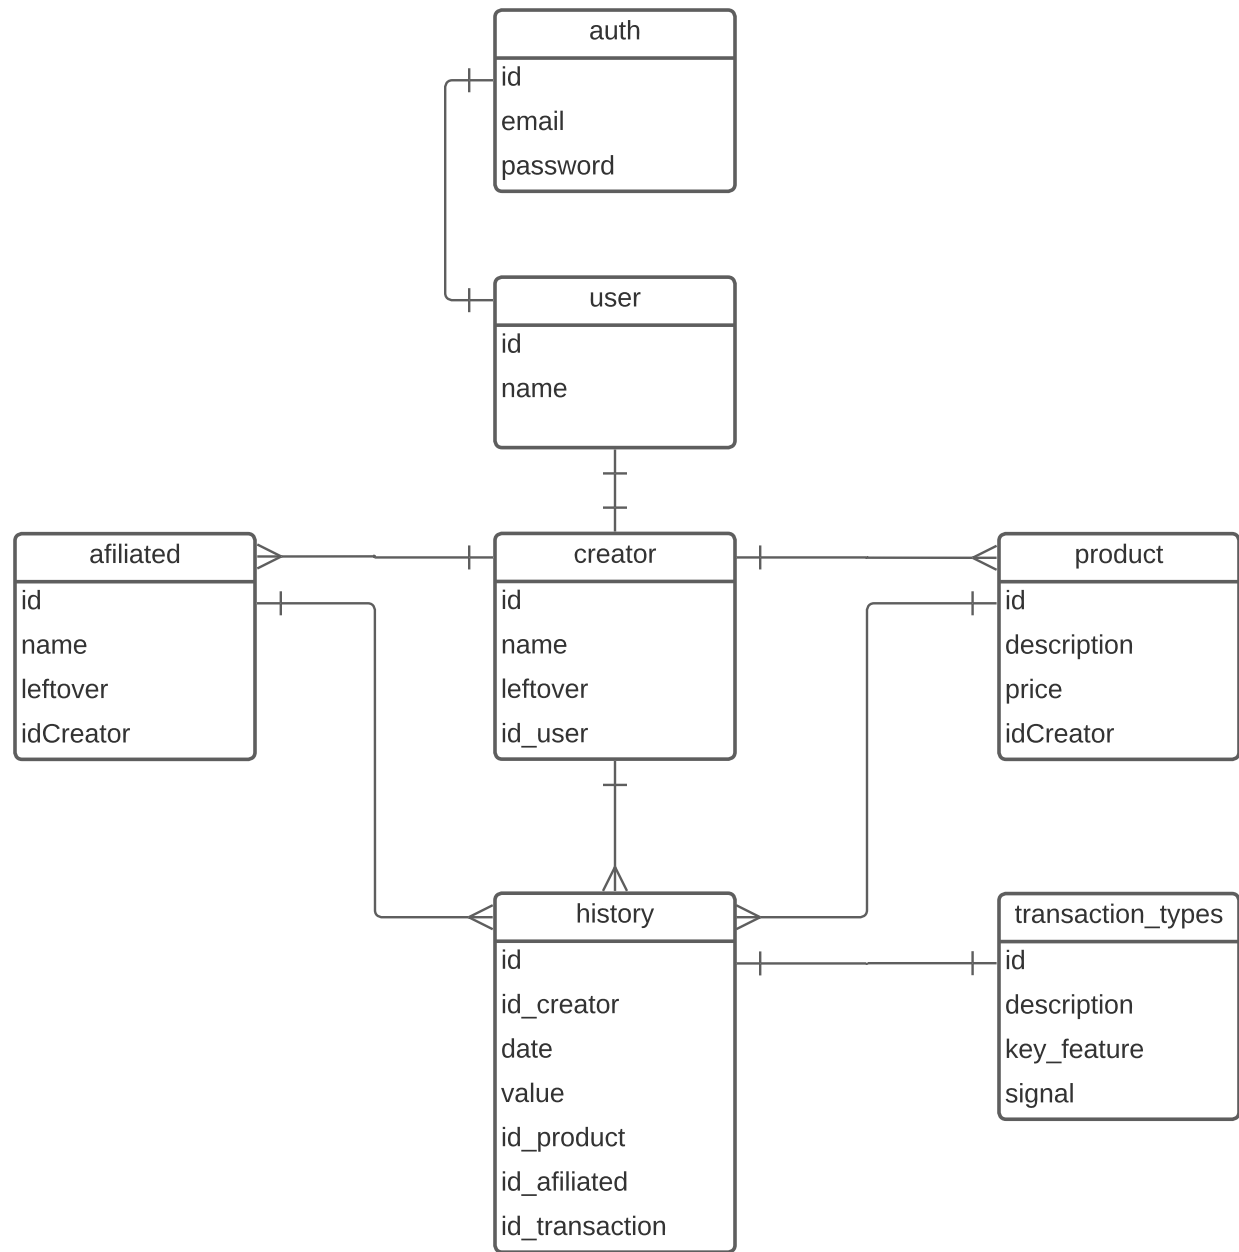 auth
id
email
password
user
id
name
afiliated
id
name
leftover
idCreator
creator
id
name
leftover
id_user
product
id
description
price
idCreator
history
id
id_creator
date
value
id_product
id_afiliated
id_transaction
transaction_types
id
description
key_feature
signal